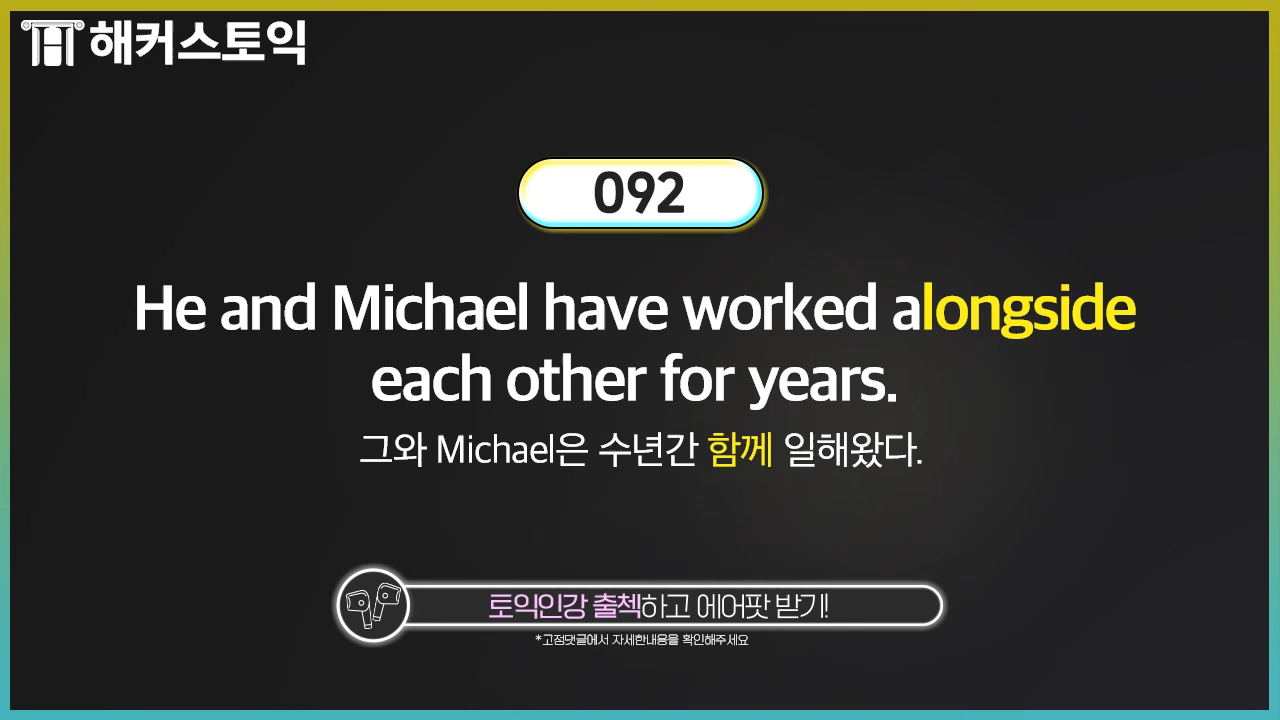 해커스토익
092
He and Michael have worked alongside
each other for years.
그와 Michael은 수년간 함께 일해왔다.
토익인강 출첵하고 에어팟 받기!
*고정댓글에서 자세한내용을 확인해주세요